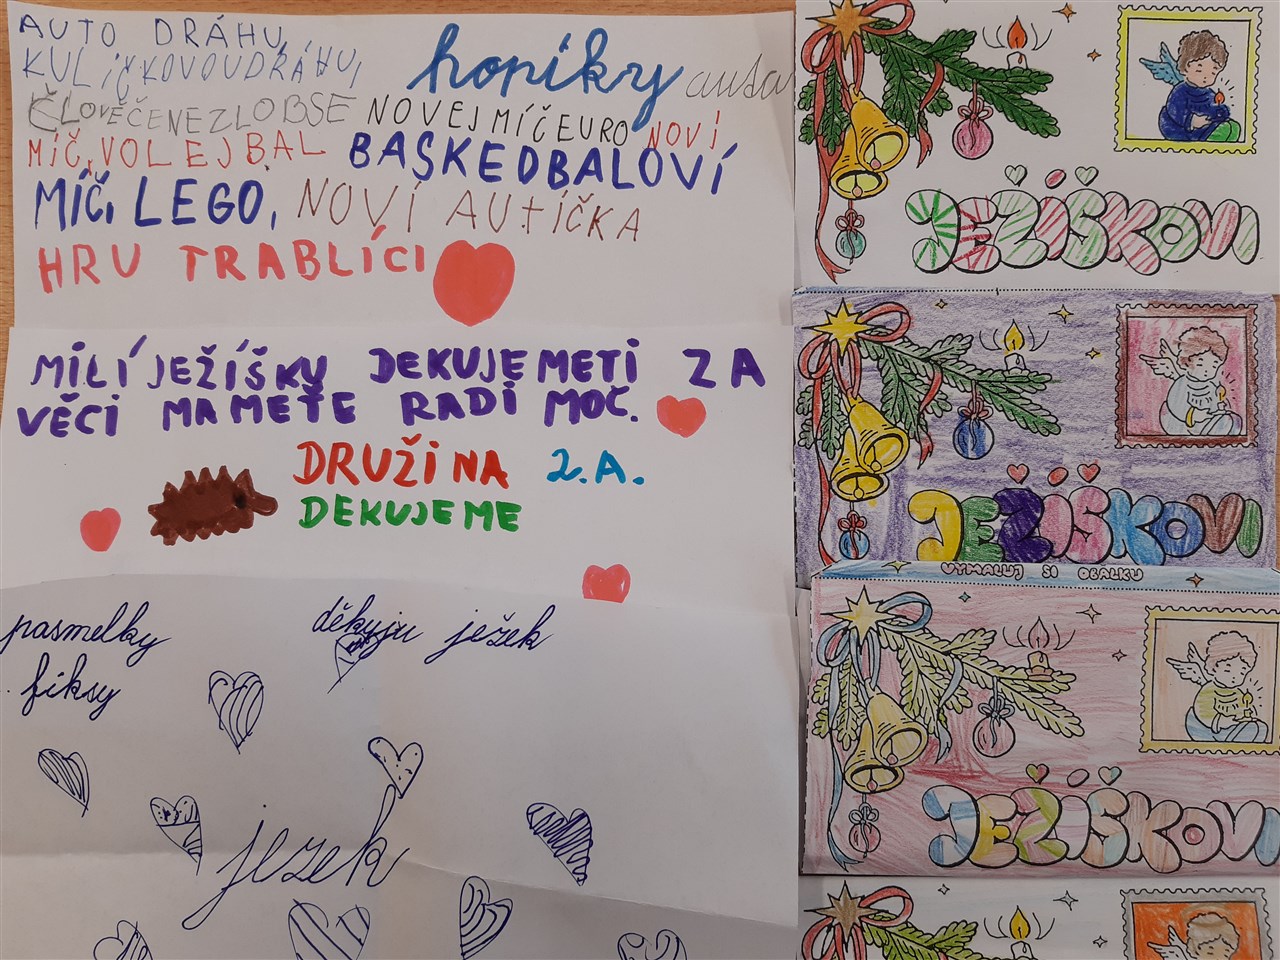 AUTO DRÁHU,
KULIČKOVOUDRÁHU,
hopíky auta
ČLOVĚČENEZLOBSE NOVEJ MÍČ EURO NOVÍ
MÍČ, VOLEJBAL BASKEDBALOVÍ
MÍČ, LEGO, NOVÍ AUTÍČKA
HRU TRABLÍCI
MILÍ JEŽÍŠKU DEKUJEMETI ZA
VĚCI MAMETE RADI MOC.
DRUŽINA 2.A.
DEKUJEME
pasmelky děkuju ježek
fiksy
jezek
JEŽÍŠKOVI
JEŽÍŠKOVI
VYMALUJ SI OBÁLKU
JEŽÍŠKOVI